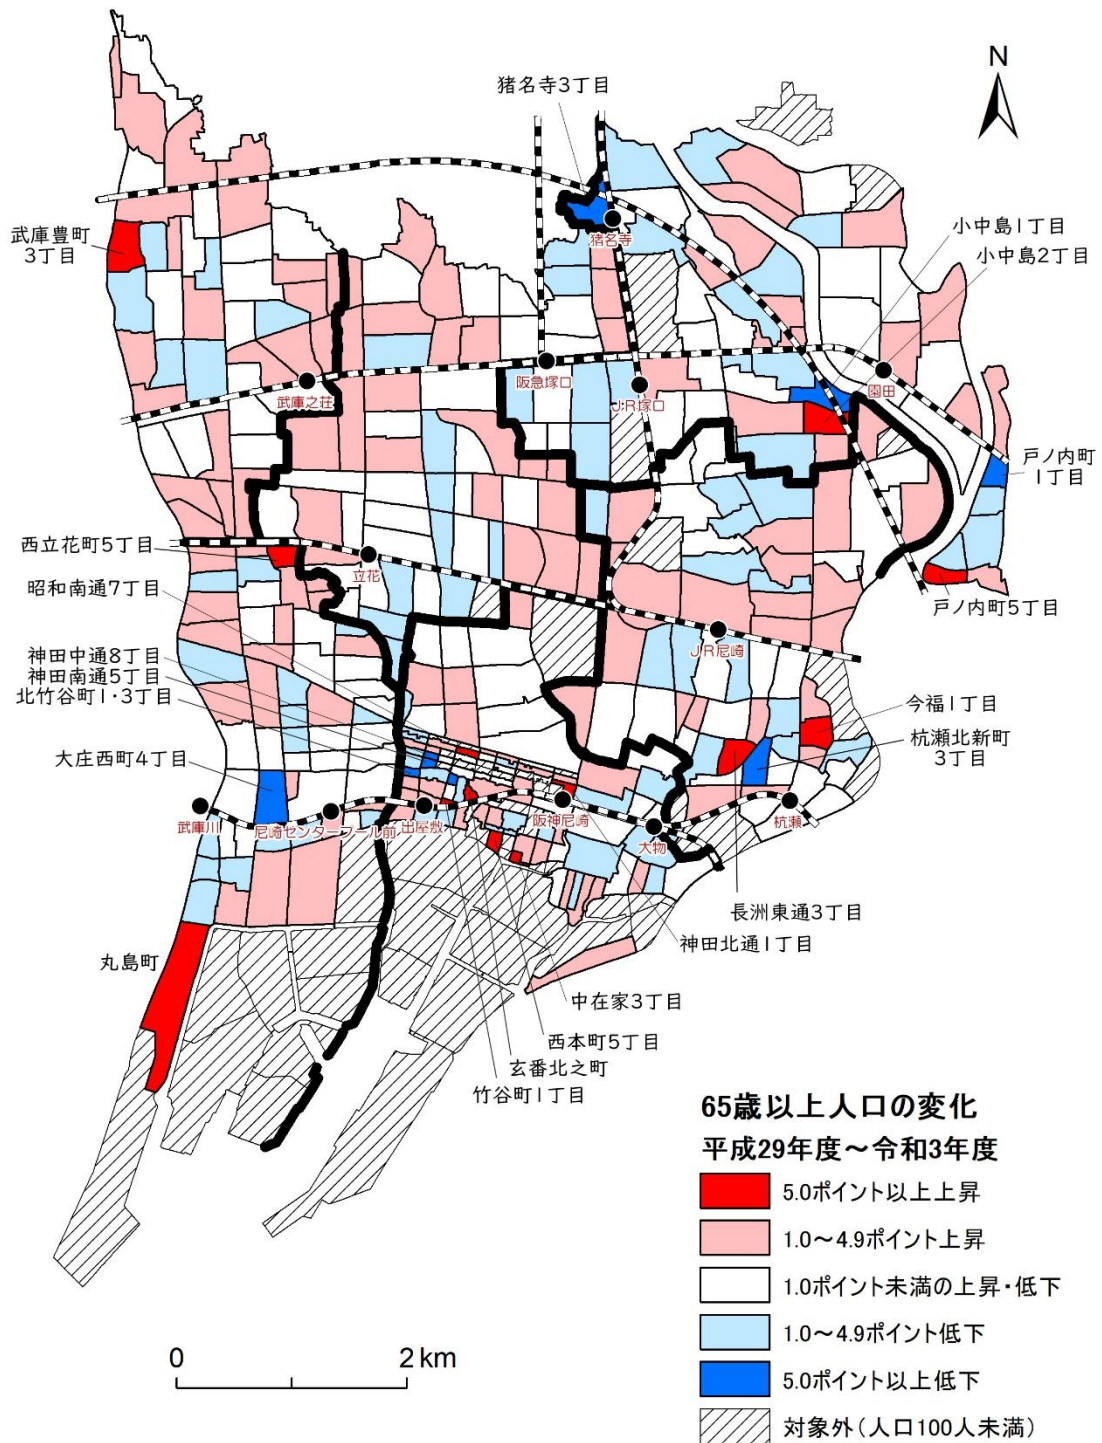 N
猪名寺3丁目
小中島1丁目
小中島2丁目
武庫豊町
3丁目
猪名寺
阪急塚口
JR塚口
園田
武庫之荘
戸ノ内町
1丁目
西立花町5丁目
立花
昭和南通7丁目
戸ノ内町5丁目
JR尼崎
神田中通8丁目
神田南通5丁目
北竹谷町1・3丁目
今福1丁目
杭瀬北新町
3丁目
大庄西町4丁目
武庫川
尼崎センタープール前
出屋敷
阪神尼崎
大物
杭瀬
長洲東通3丁目
神田北通1丁目
丸島町
中在家3丁目
西本町5丁目
玄番北之町
竹谷町1丁目
65歳以上人口の変化
平成29年度～令和3年度
5.0ポイント以上上昇
1.0～4.9ポイント上昇
1.0ポイント未満の上昇・低下
1.0～4.9ポイント低下
5.0ポイント以上低下
対象外(人口100人未満)
0 2km